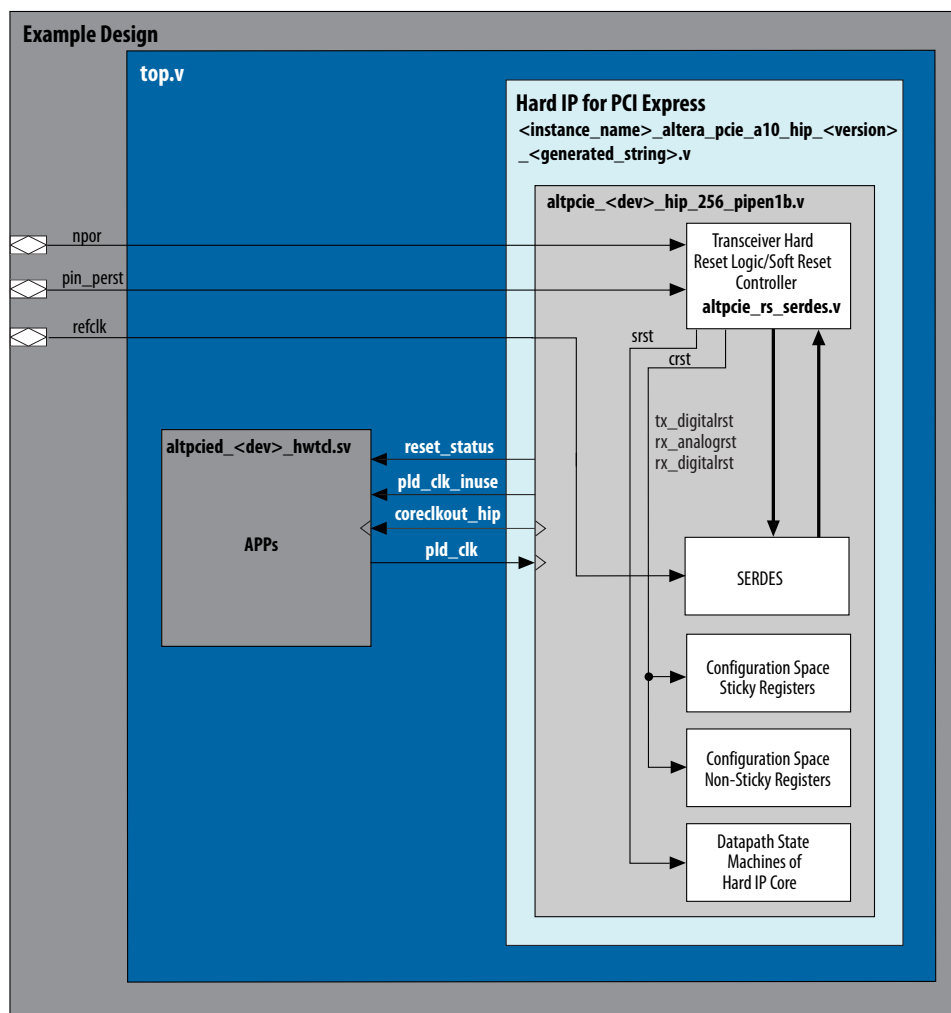 Example Design
top.v
Hard IP for PCI Express
<instance_name>_altera_pcie_a10_hip_<version>
_<generated_string>.v
altpcie_<dev>_hip_256_pipen1b.v
npor
Transceiver Hard
Reset Logic/Soft Reset
Controller
altpcie_rs_serdes.v
pin_perst
refclk
srst
crst
tx_digitalrst
rx_analogrst
rx_digitalrst
altpcied_<dev>_hwtcl.sv
reset_status
pld_clk_inuse
coreclkout_hip
APPs
pld_clk
SERDES
Configuration Space
Sticky Registers
Configuration Space
Non-Sticky Registers
Datapath State
Machines of
Hard IP Core